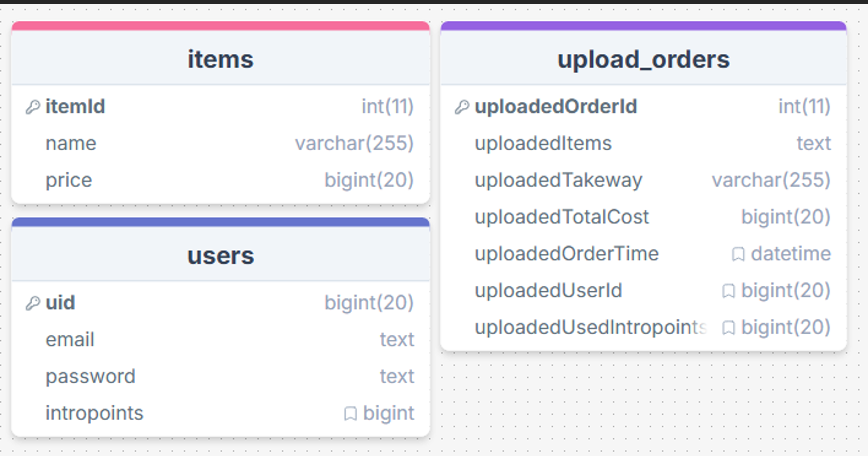 items
itemId int(11)
name varchar(255)
price bigint(20)
users
uid bigint(20)
email text
password text
intropoints bigint
upload_orders
uploadedOrderId int(11)
uploadedItems text
uploadedTakeway varchar(255)
uploadedTotalCost bigint(20)
uploadedOrderTime datetime
uploadedUserId bigint(20)
uploadedUsedIntropoints bigint(20)